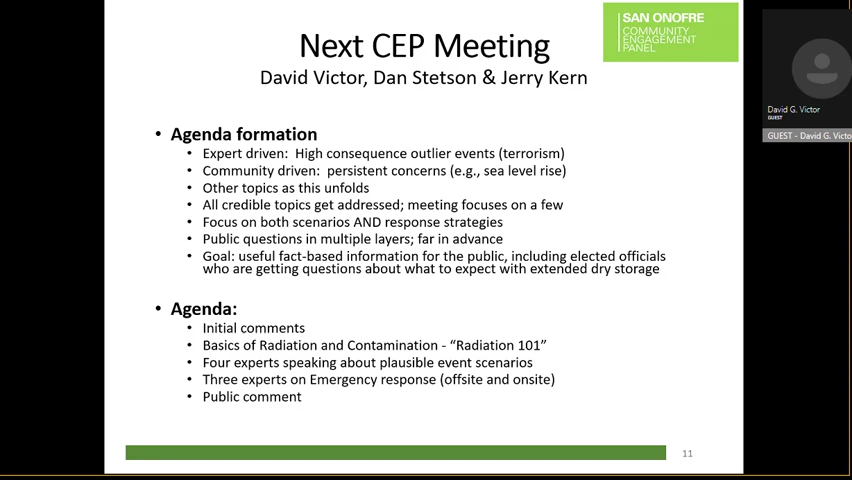 SAN ONOFRE
COMMUNITY
ENGAGEMENT
PANEL
Next CEP Meeting
David Victor, Dan Stetson & Jerry Kern
• Agenda formation
• Expert driven: High consequence outlier events (terrorism)
• Community driven: persistent concerns (e.g., sea level rise)
• Other topics as this unfolds
• All credible topics get addressed; meeting focuses on a few
• Focus on both scenarios AND response strategies
• Public questions in multiple layers; far in advance
• Goal: useful fact-based information for the public, including elected officials
who are getting questions about what to expect with extended dry storage
• Agenda:
• Initial comments
• Basics of Radiation and Contamination - “Radiation 101”
• Four experts speaking about plausible event scenarios
• Three experts on Emergency response (offsite and onsite)
• Public comment
11
David G. Victor
GUEST
GUEST - David G. Victo